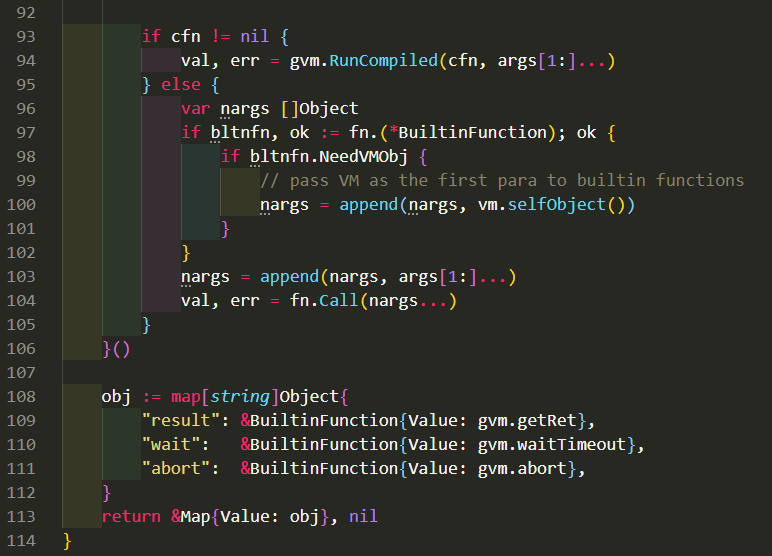 92
93 if cfn != nil {
94 val, err = gvm.RunCompiled(cfn, args[1:]...)
95 } else {
96 var nargs []Object
97 if bltnfn, ok := fn.(*BuiltinFunction); ok {
98 if bltnfn.NeedVMObj {
99 // pass VM as the first para to builtin functions
100 nargs = append(nargs, vm.selfObject())
101 }
102 }
103 nargs = append(nargs, args[1:]...)
104 val, err = fn.Call(nargs...)
105 }
106 }()
107
108 obj := map[string]Object{
109 "result": &BuiltinFunction{Value: gvm.getRet},
110 "wait":   &BuiltinFunction{Value: gvm.waitTimeout},
111 "abort":  &BuiltinFunction{Value: gvm.abort},
112 }
113 return &Map{Value: obj}, nil
114 }